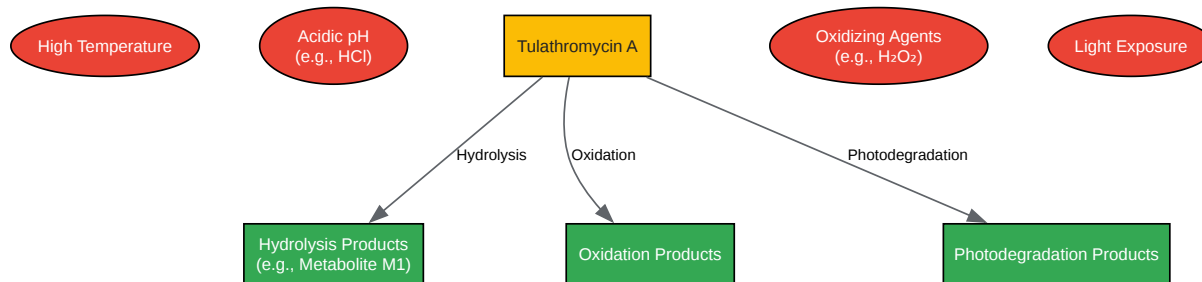 High Temperature
Acidic pH
(e.g., HCl)
Tulathromycin A
Oxidizing Agents
(e.g., H₂O₂)
Light Exposure
Hydrolysis
Oxidation
Photodegradation
Hydrolysis Products
(e.g., Metabolite M1)
Oxidation Products
Photodegradation Products